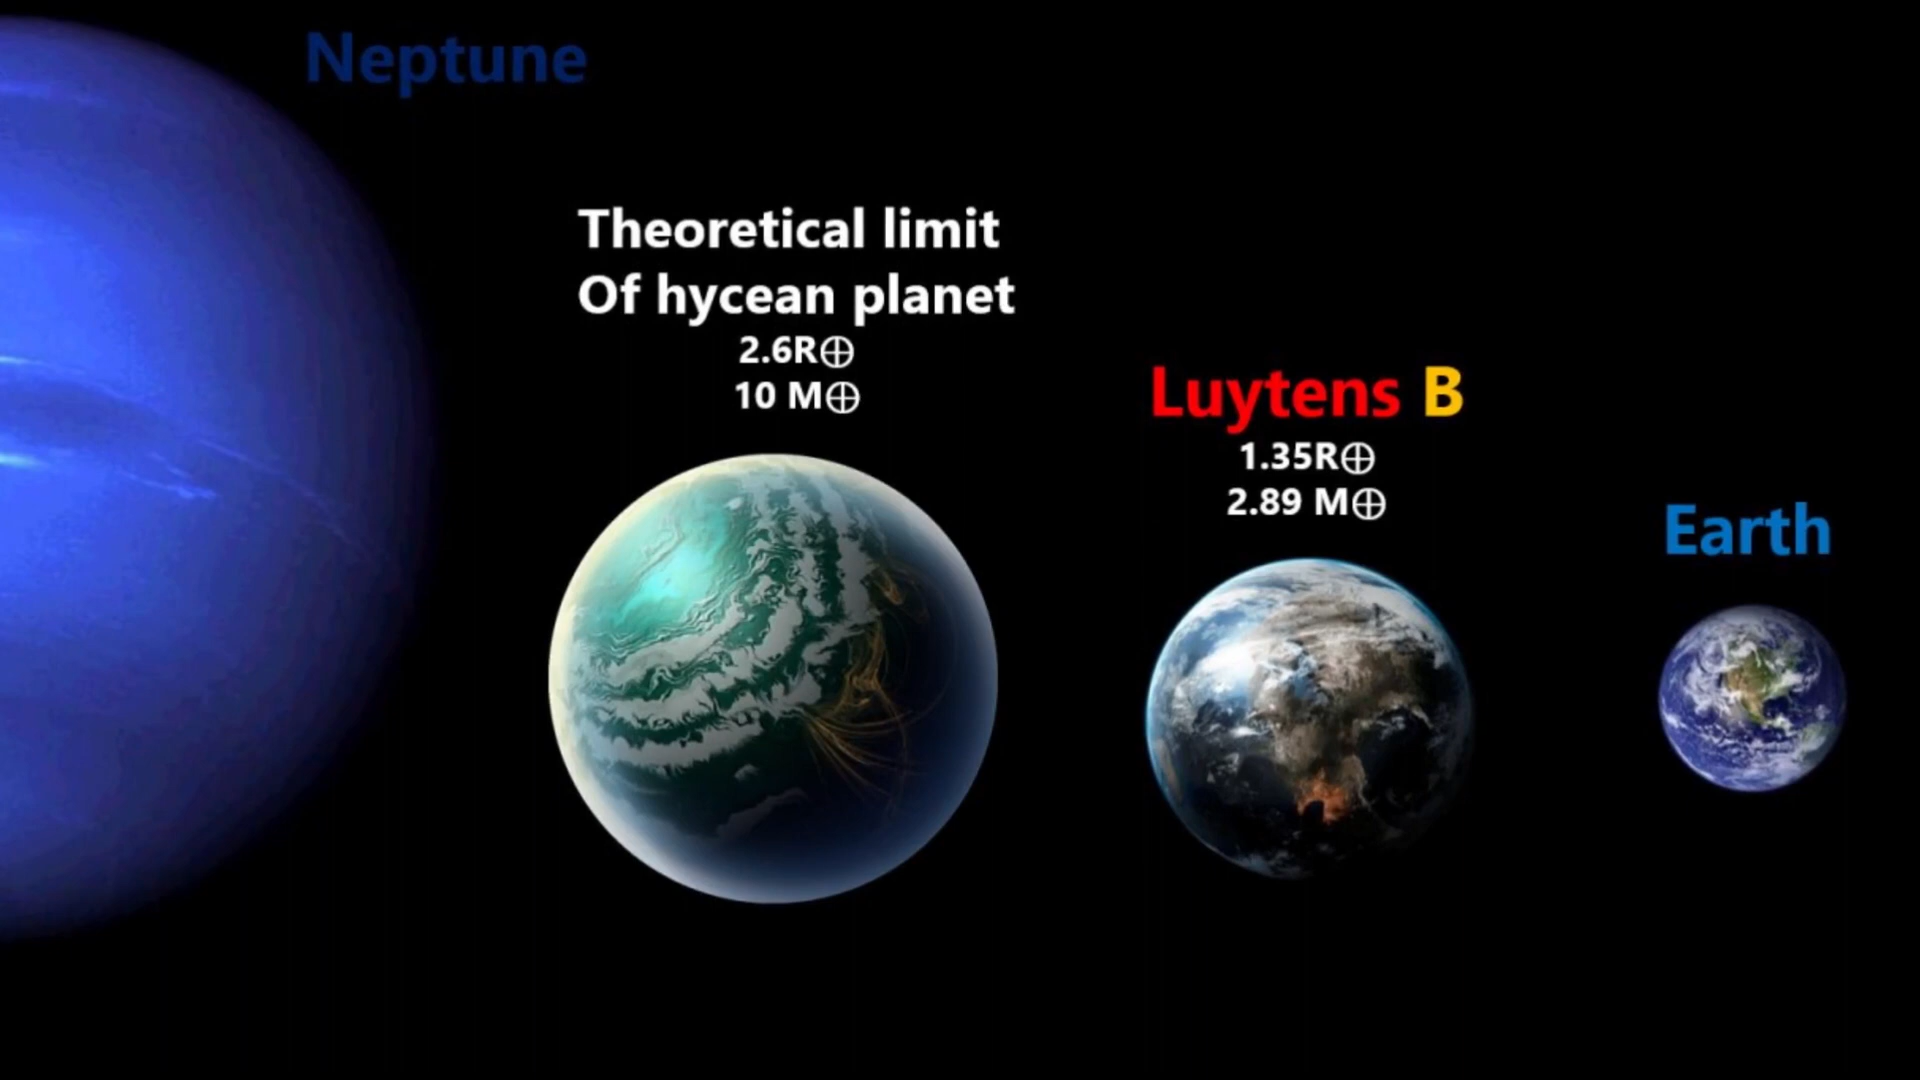 Neptune
Theoretical limit
Of hycean planet
2.6R⊕
10 M⊕
Luytens B
1.35R⊕
2.89 M⊕
Earth